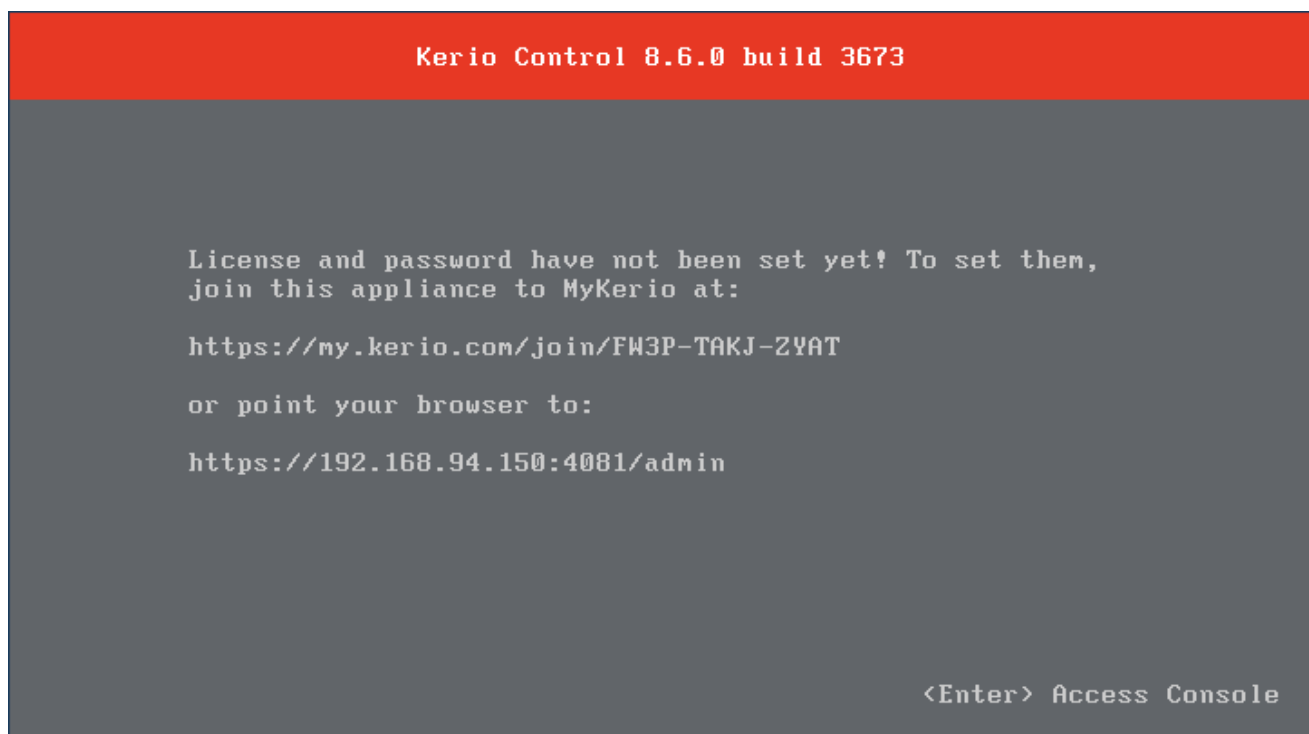 Kerio Control 8.6.0 build 3673
License and password have not been set yet! To set them,
join this appliance to MyKerio at:
https://my.kerio.com/join/FW3P-TAKJ-ZYAT
or point your browser to:
https://192.168.94.150:4081/admin
<Enter> Access Console